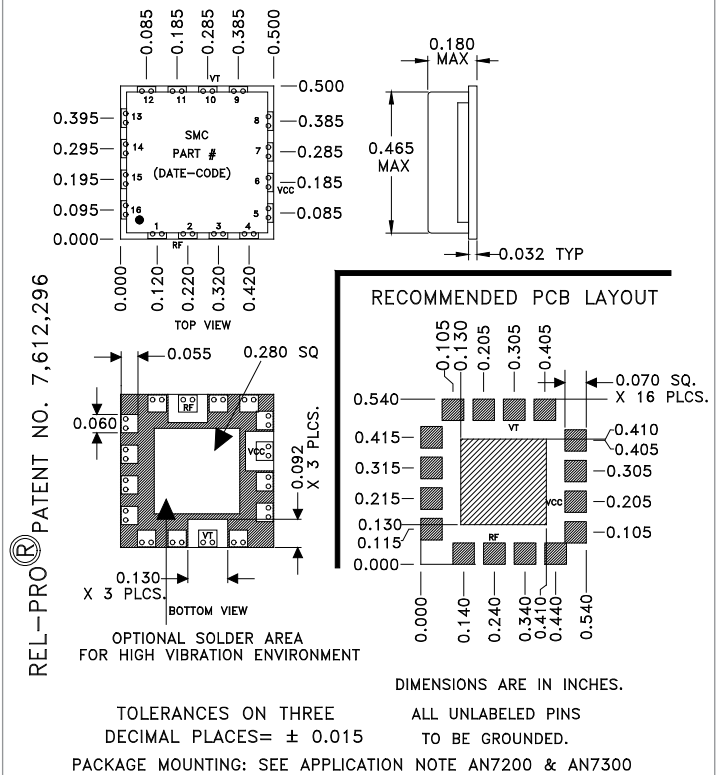 0.085
0.185
0.285
0.385
0.500
VT
12 11 10 9
0.500
0.395
13
8
0.385
SMC
0.295
14
PART #
7
0.285
(DATE-CODE)
0.195
15
6
0.185
VCC
0.095
16
5
0.085
0.000
1 2 3 4
RF
0.000
0.120
0.220
0.320
0.420
TOP VIEW
0.180
MAX
0.465
MAX
0.032 TYP
REL-PRO® PATENT NO. 7,612,296
0.055
0.280 SQ
RF
0.060
VCC
0.092
X 3 PLCS.
VT
0.130
X 3 PLCS.
BOTTOM VIEW
OPTIONAL SOLDER AREA
FOR HIGH VIBRATION ENVIRONMENT
RECOMMENDED PCB LAYOUT
0.105
0.130
0.205
0.305
0.405
0.070 SQ.
X 16 PLCS.
0.540
VT
0.410
0.415
0.405
0.315
0.305
0.215
VCC
0.205
0.130
0.115
RF
0.105
0.000
0.000
0.140
0.240
0.340
0.410
0.440
0.540
DIMENSIONS ARE IN INCHES.
TOLERANCES ON THREE
DECIMAL PLACES= ± 0.015
ALL UNLABELED PINS
TO BE GROUNDED.
PACKAGE MOUNTING: SEE APPLICATION NOTE AN7200 & AN7300